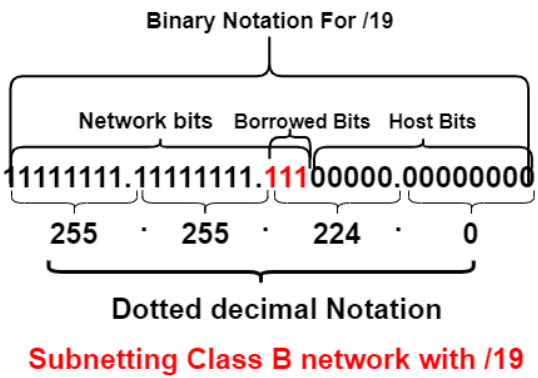 Binary Notation For /19
Network bits Borrowed Bits Host Bits
11111111.11111111.11100000.00000000
255 . 255 . 224 . 0
Dotted decimal Notation
Subnetting Class B network with /19